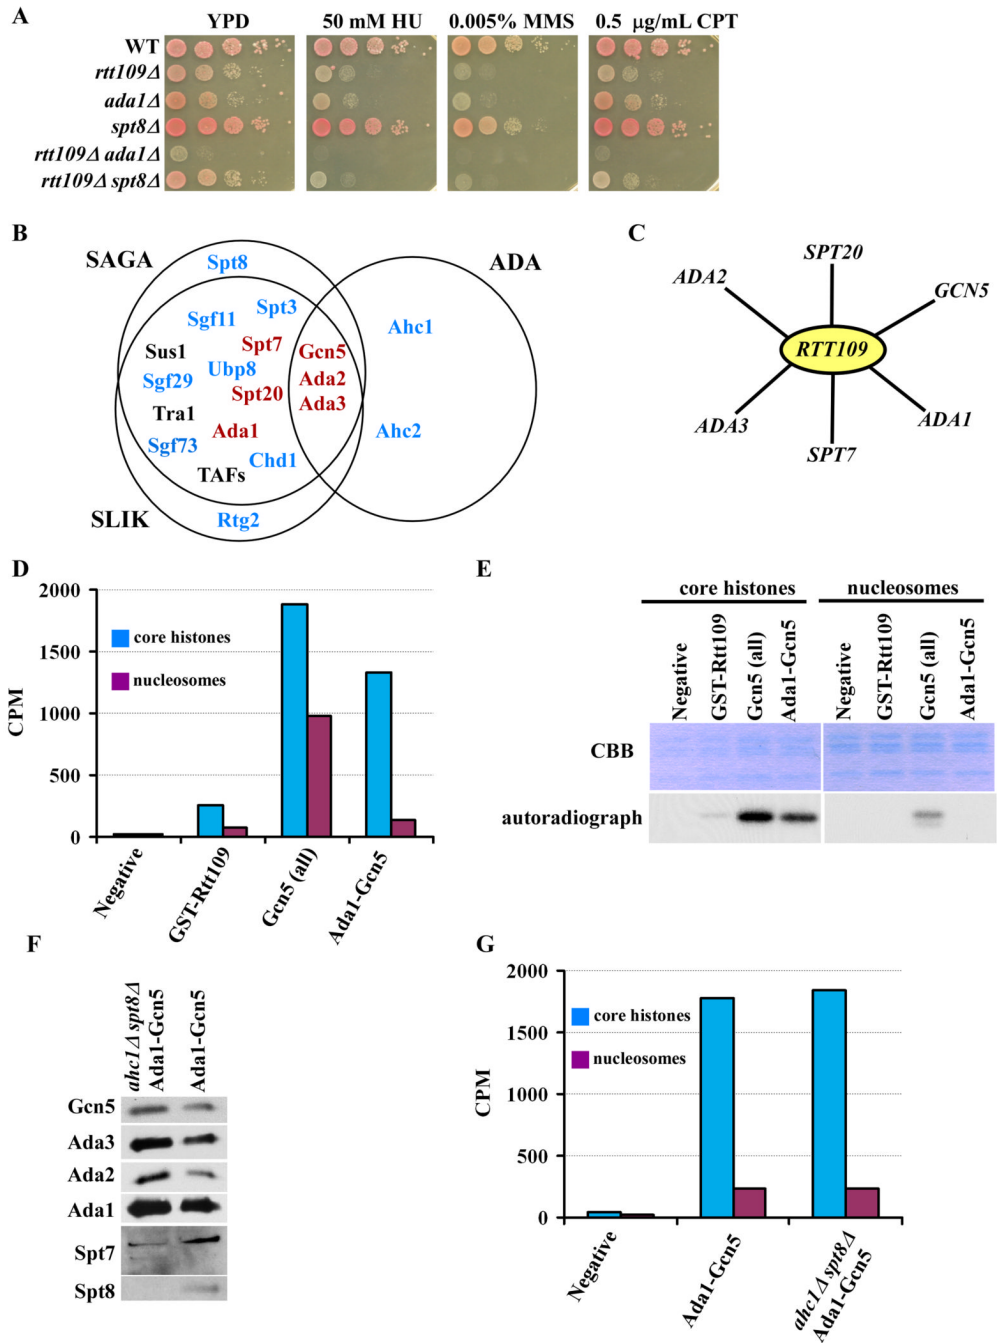 A
YPD
50 mM HU
0.005% MMS
0.5 μg/mL CPT
WT
rtt109Δ
ada1Δ
spt8Δ
rtt109Δ ada1Δ
rtt109Δ spt8Δ
B
SAGA
ADA
SLIK
Spt8
Spt3
Sgf11
Spt7
Sus1
Ubp8
Sgf29
Spt20
Tra1
Ada1
Sgf73
Chd1
TAFs
Rtg2
Gcn5
Ada2
Ada3
Ahc1
Ahc2
C
SPT20
ADA2
GCN5
RTT109
ADA3
ADA1
SPT7
D
2000
1500
1000
500
0
CPM
core histones
nucleosomes
Negative
GST-Rtt109
Gcn5 (all)
Ada1-Gcn5
E
core histones
nucleosomes
Negative
GST-Rtt109
Gcn5 (all)
Ada1-Gcn5
Negative
GST-Rtt109
Gcn5 (all)
Ada1-Gcn5
CBB
autoradiograph
F
ahc1Δ spt8Δ
Ada1-Gcn5
Ada1-Gcn5
Gcn5
Ada3
Ada2
Ada1
Spt7
Spt8
G
2000
1500
1000
500
0
CPM
core histones
nucleosomes
Negative
Ada1-Gcn5
ahc1Δ spt8Δ
Ada1-Gcn5